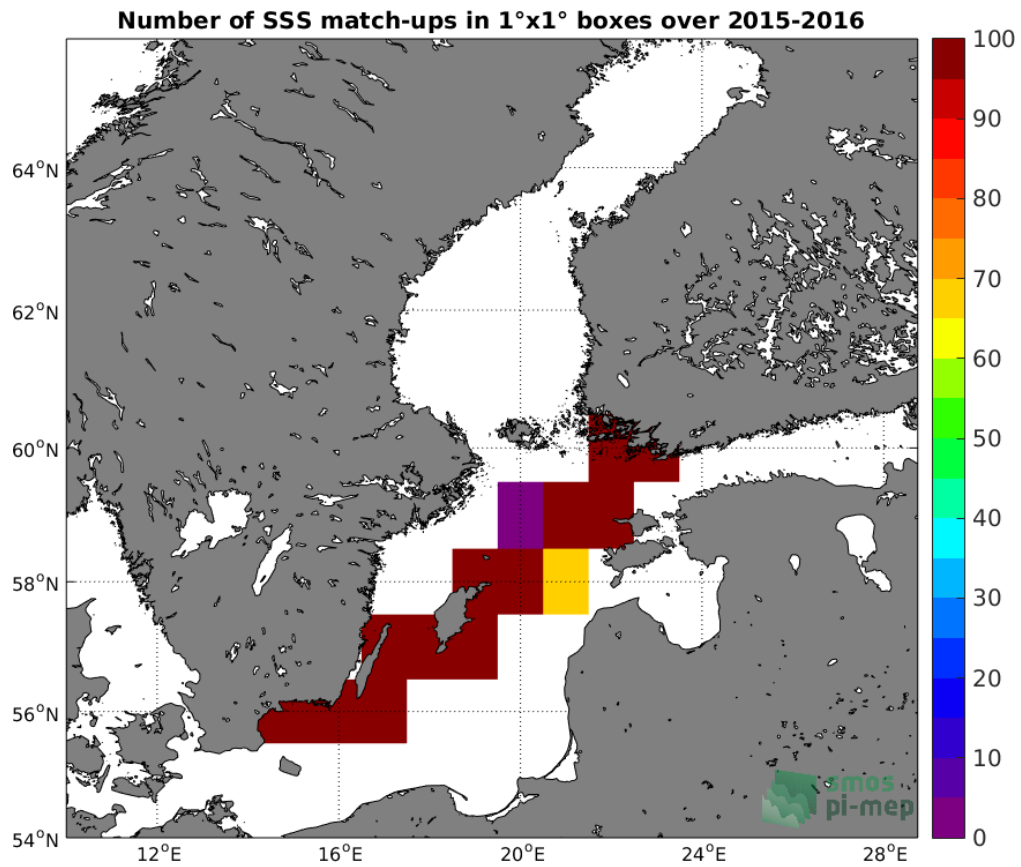 Number of SSS match-ups in 1°x1° boxes over 2015-2016
64°N
62°N
60°N
58°N
56°N
54°N
12°E
16°E
20°E
24°E
28°E
100
90
80
70
60
50
40
30
20
10
0
smos
pi-mep